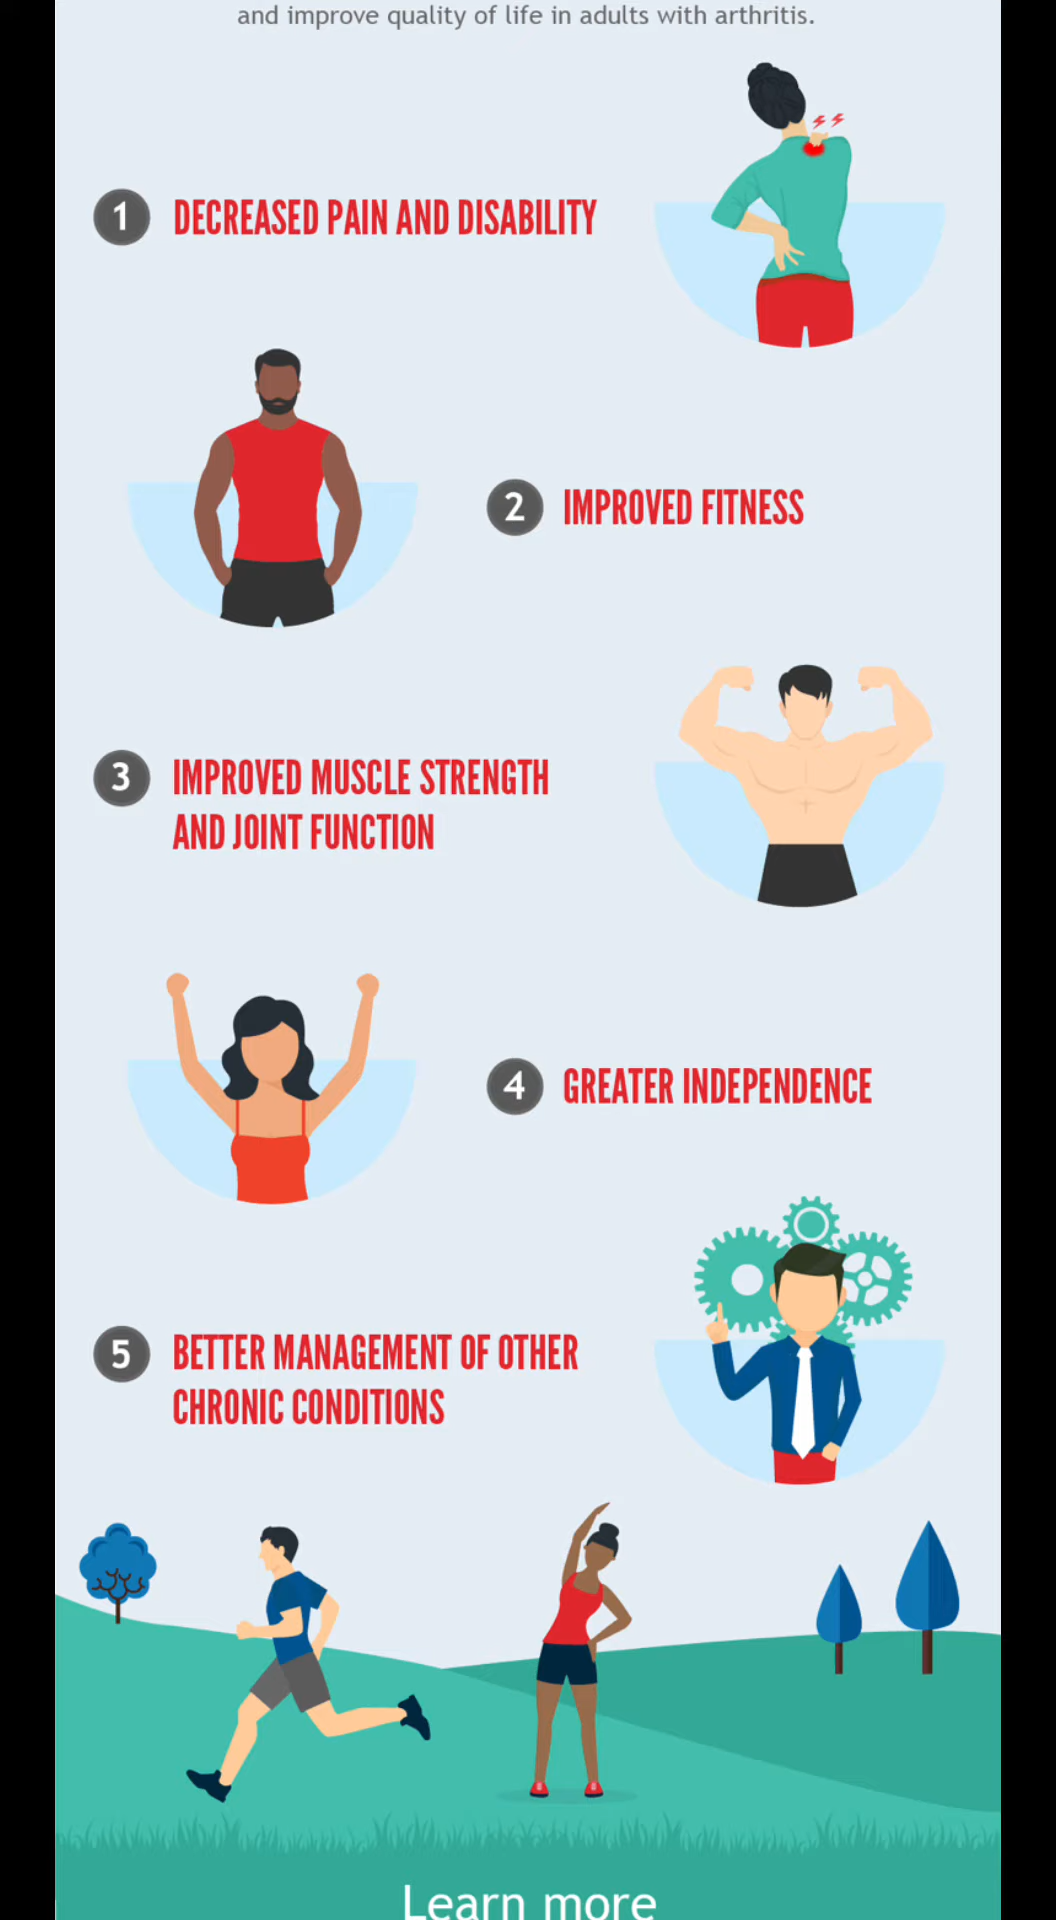 and improve quality of life in adults with arthritis.
1 DECREASED PAIN AND DISABILITY
2 IMPROVED FITNESS
3 IMPROVED MUSCLE STRENGTH
AND JOINT FUNCTION
4 GREATER INDEPENDENCE
5 BETTER MANAGEMENT OF OTHER
CHRONIC CONDITIONS
Learn more